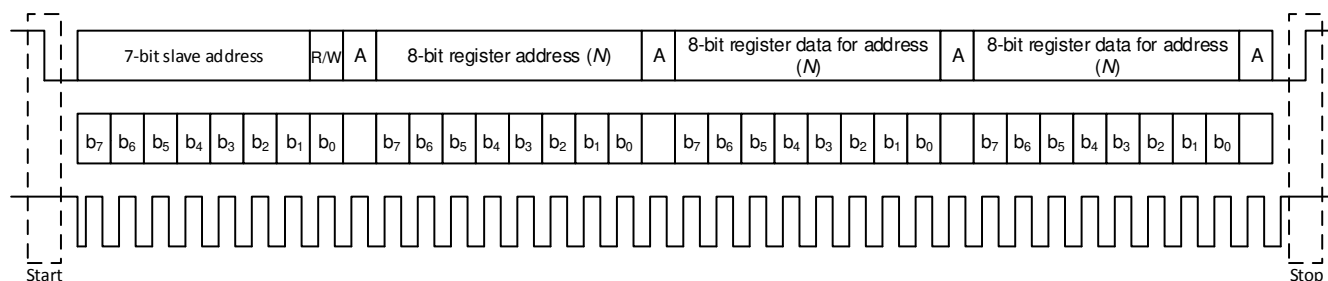 7-bit slave address R/W A 8-bit register address (N) A 8-bit register data for address (N) A 8-bit register data for address (N) A
b7 b6 b5 b4 b3 b2 b1 b0 b7 b6 b5 b4 b3 b2 b1 b0 b7 b6 b5 b4 b3 b2 b1 b0 b7 b6 b5 b4 b3 b2 b1 b0
Start Stop